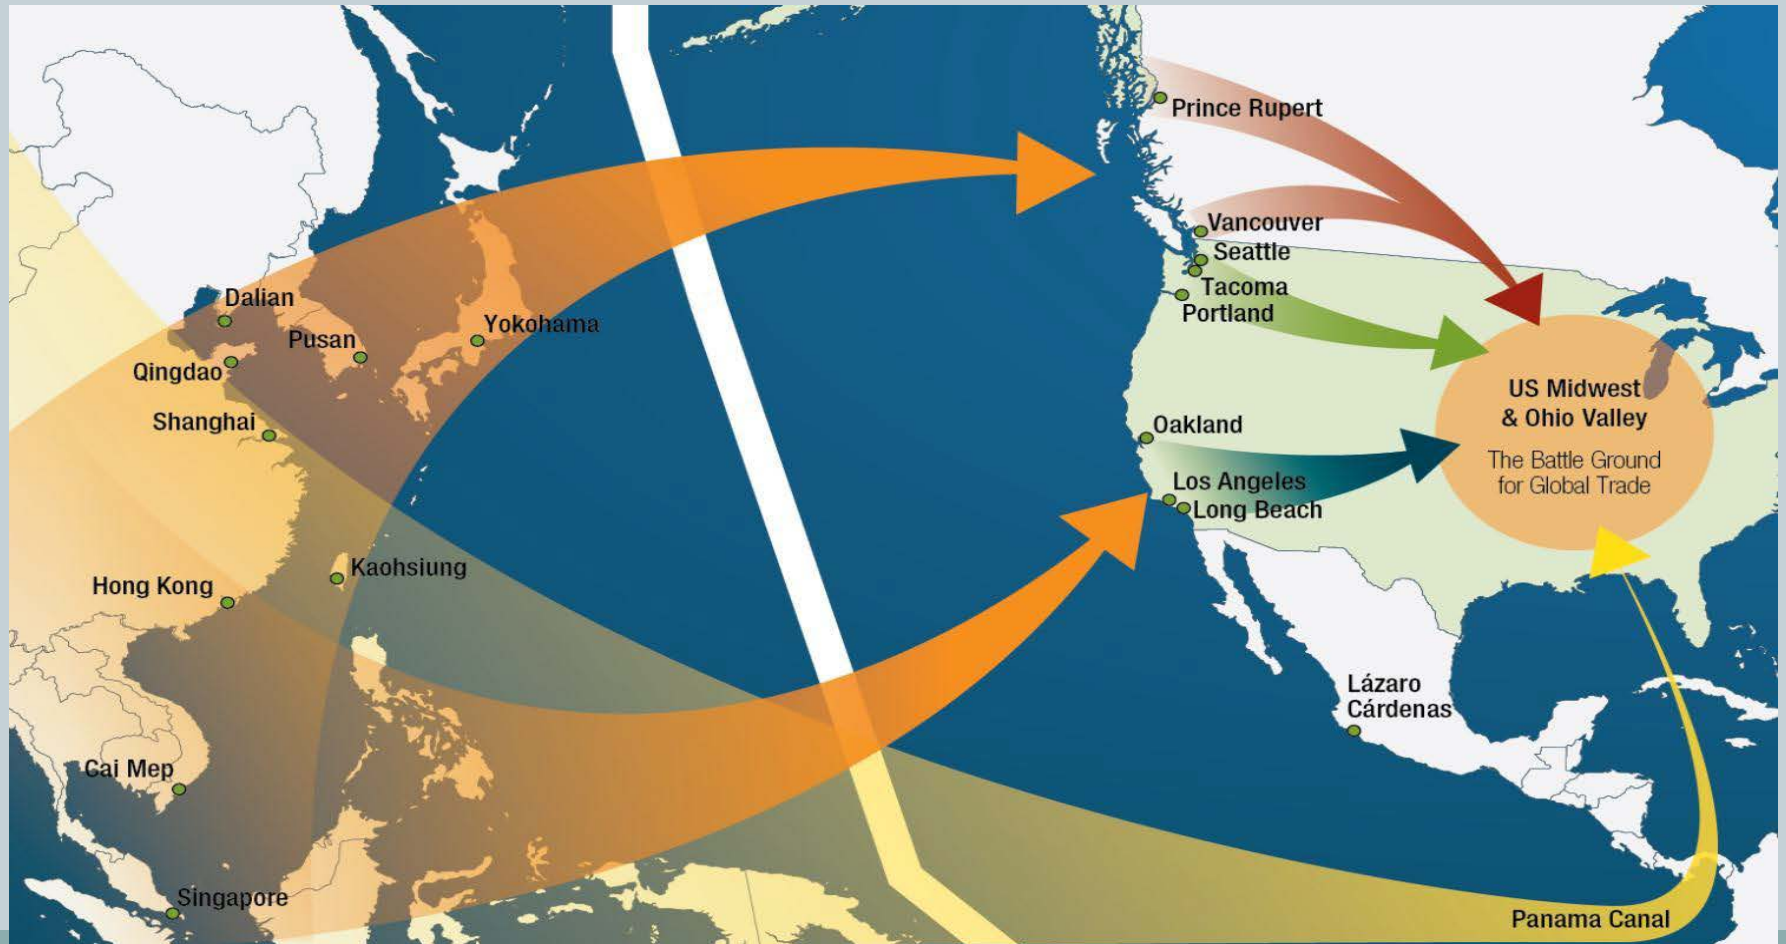 Prince Rupert
Vancouver
Seattle
Tacoma
Portland
Dalian
Pusan
Yokohama
Qingdao
Shanghai
US Midwest
& Ohio Valley
The Battle Ground
for Global Trade
Oakland
Los Angeles
Long Beach
Kaohsiung
Hong Kong
Lázaro
Cárdenas
Cai Mep
Singapore
Panama Canal